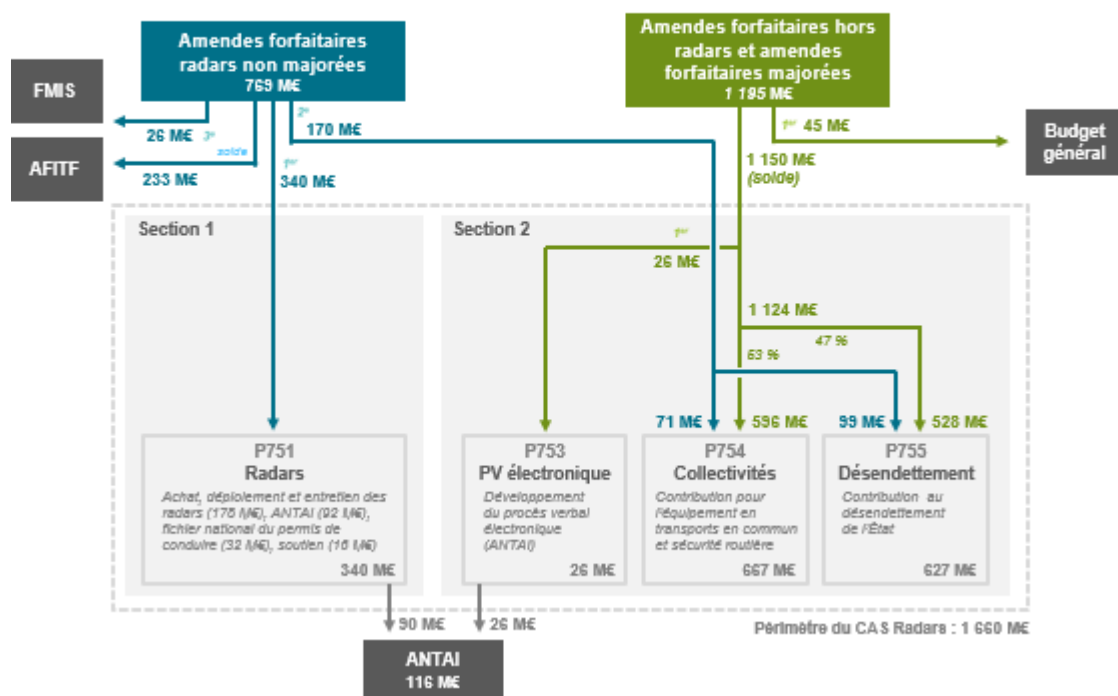 Amendes forfaitaires
radars non majorées
769 M€
Amendes forfaitaires hors
radars et amendes
forfaitaires majorées
1 195 M€
FMIS
AFITF
Budget
général
26 M€
3e
solde
233 M€
2e
170 M€
1er
340 M€
1er
45 M€
1 150 M€
(solde)
Section 1
Section 2
1er
26 M€
1 124 M€
47 %
53 %
71 M€
596 M€
99 M€
528 M€
P751
Radars
Achat, déploiement et entretien des
radars (176 M€), ANTAI (92 M€),
fichier national du permis de
conduire (32 M€), soutien (16 M€)
340 M€
P753
PV électronique
Développement
du procès verbal
électronique
(ANTAI)
26 M€
P754
Collectivités
Contribution pour
l'équipement en
transports en commun
et sécurité routière
667 M€
P755
Désendettement
Contribution au
désendettement
de l'État
627 M€
90 M€
26 M€
Périmètre du CAS Radars : 1 660 M€
ANTAI
116 M€